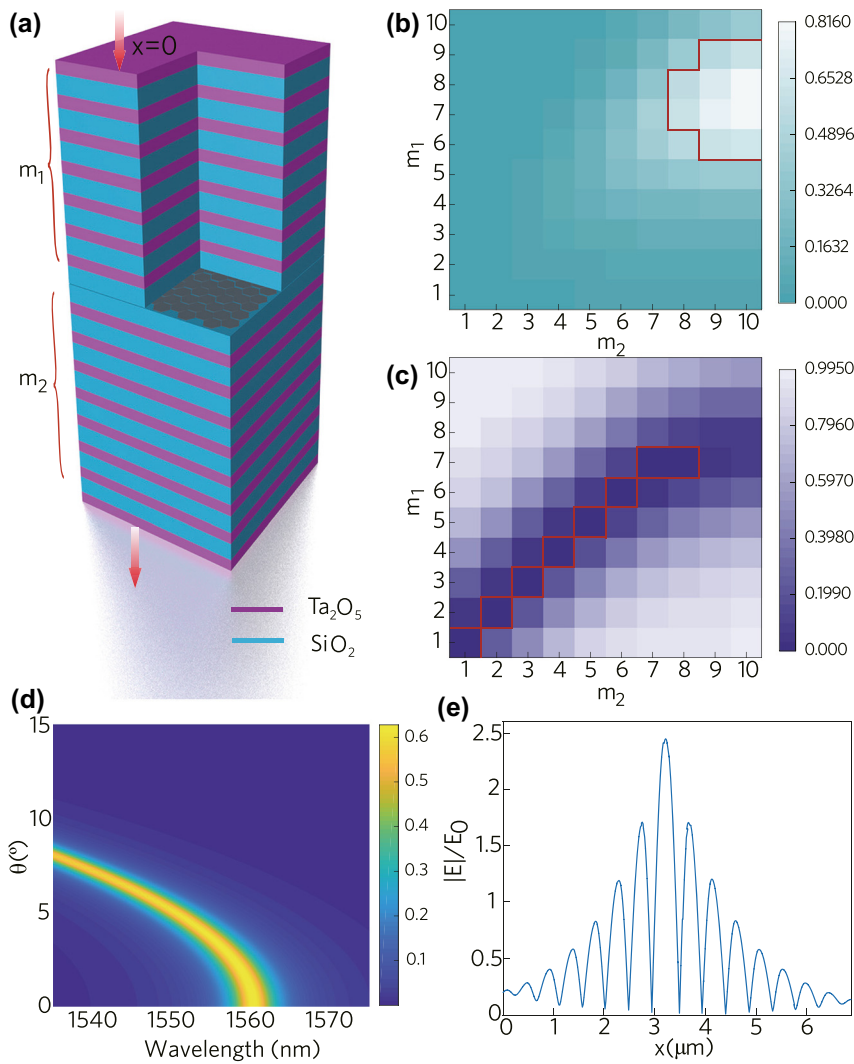 (a)
x=0
m1
m2
Ta2O5
SiO2
(b)
10
9
8
7
6
5
4
3
2
1
m1
1 2 3 4 5 6 7 8 9 10
m2
0.8160
0.6528
0.4896
0.3264
0.1632
0.000
(c)
10
9
8
7
6
5
4
3
2
1
m1
1 2 3 4 5 6 7 8 9 10
m2
0.9950
0.7960
0.5970
0.3980
0.1990
0.000
(d)
15
10
5
0
θ(º)
1540 1550 1560 1570
Wavelength (nm)
0.6
0.5
0.4
0.3
0.2
0.1
(e)
2.5
2
1.5
1
0.5
0
|E|/E0
0 1 2 3 4 5 6
x(μm)